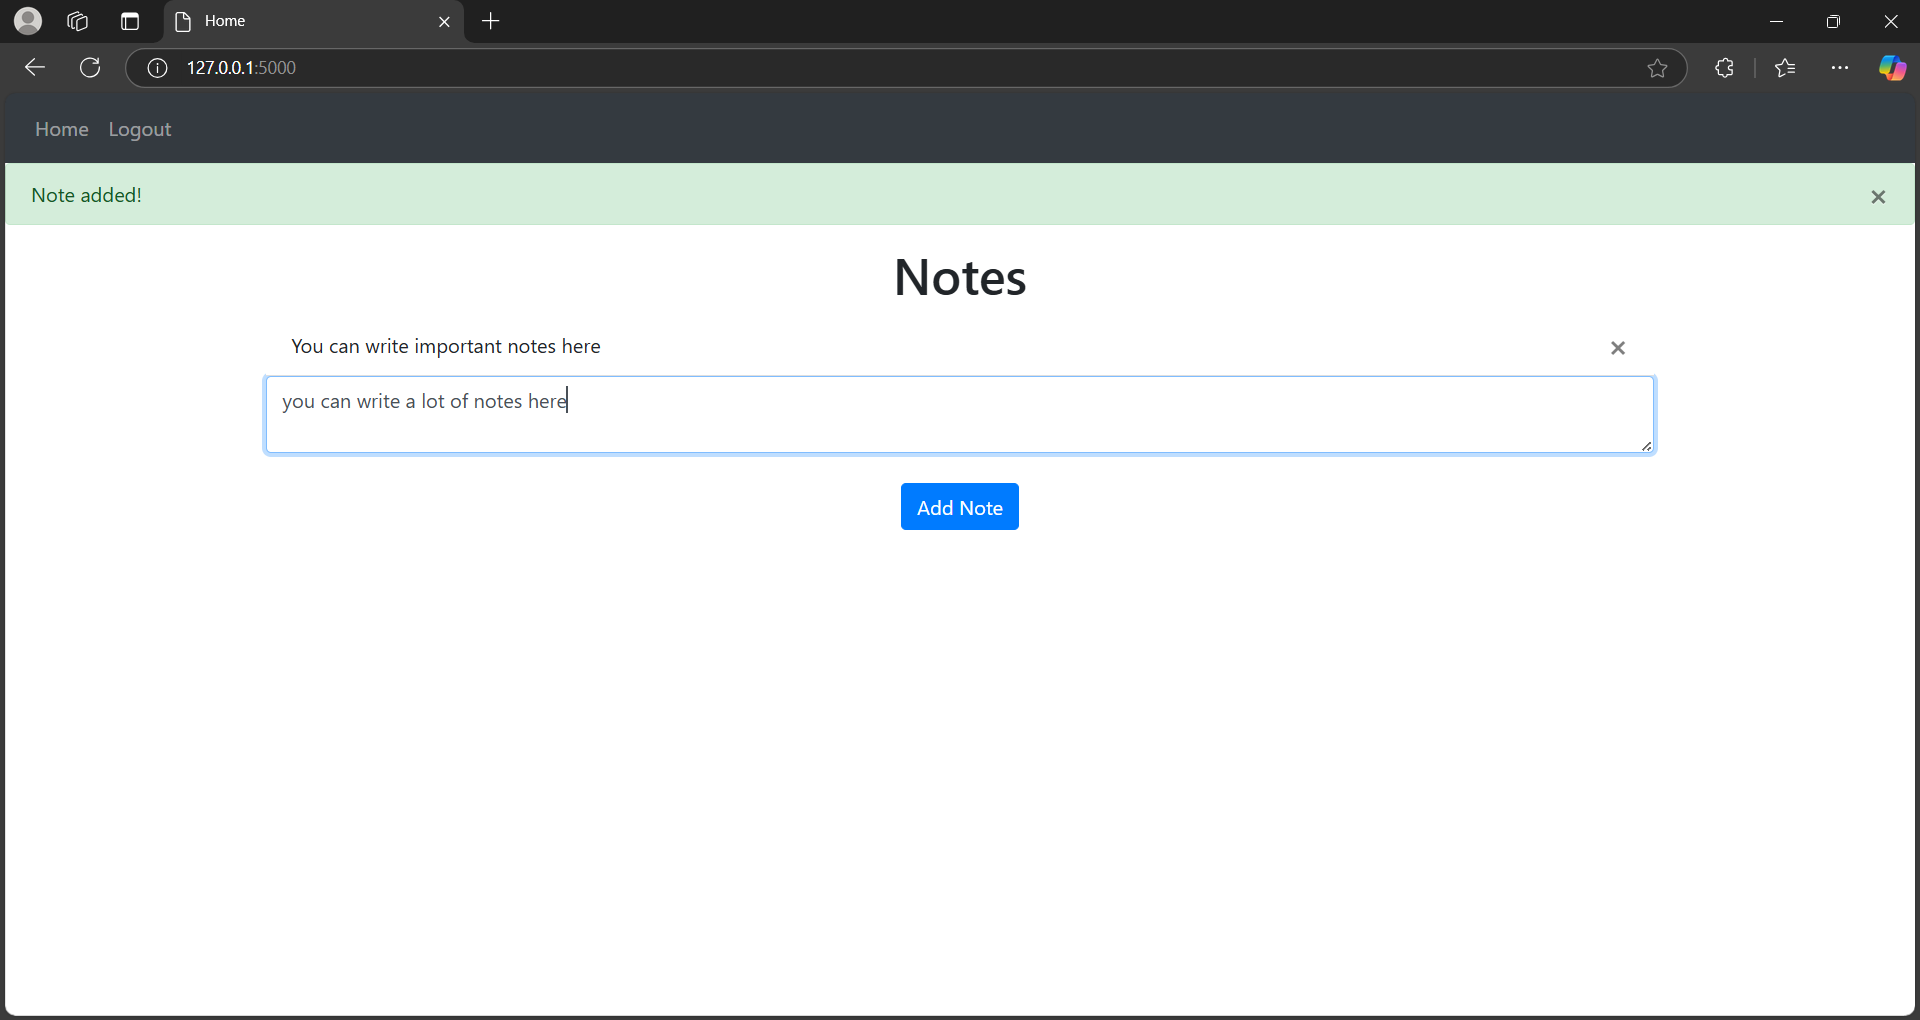 Home
127.0.0.1:5000
Home Logout
Note added!
Notes
You can write important notes here
you can write a lot of notes here
Add Note